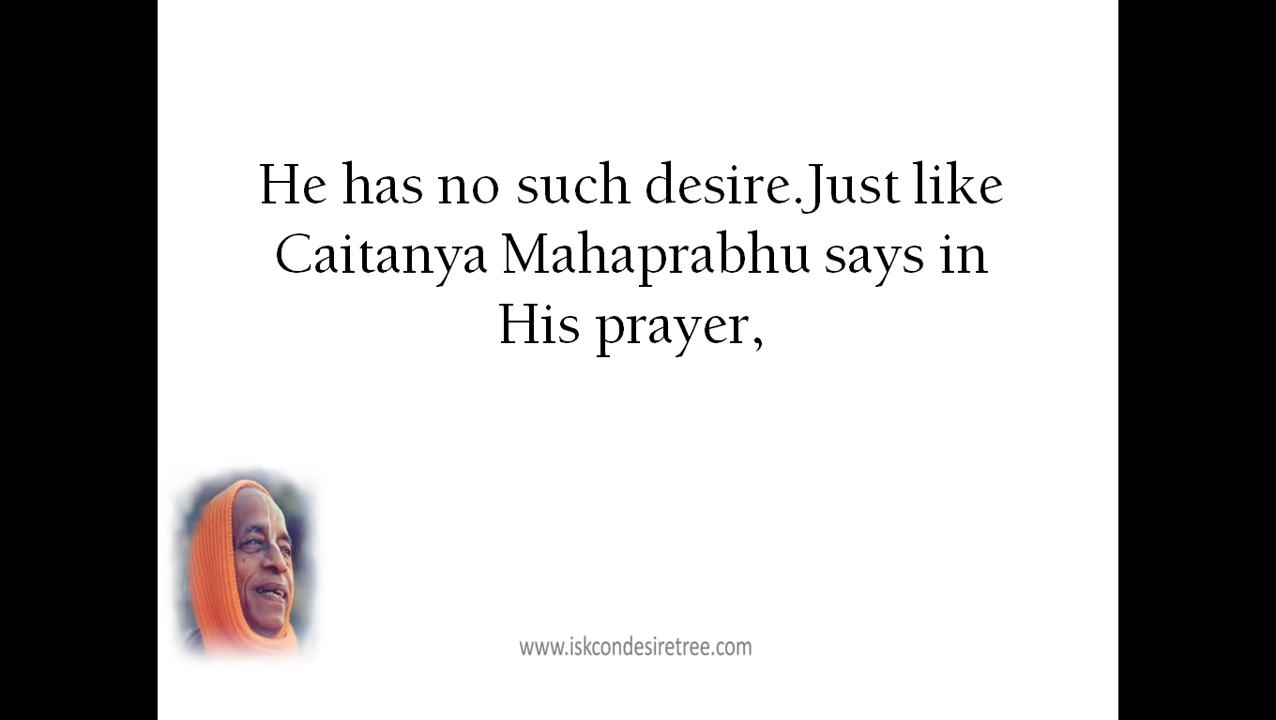 He has no such desire.Just like
Caitanya Mahaprabhu says in
His prayer,
www.iskcondesiretree.com